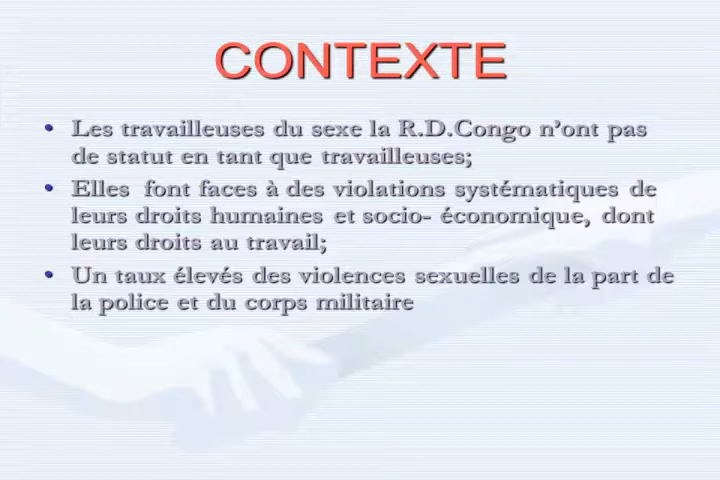 CONTEXTE
• Les travailleuses du sexe la R.D.Congo n'ont pas
de statut en tant que travailleuses;
• Elles font faces à des violations systématiques de
leurs droits humaines et socio- économique, dont
leurs droits au travail;
• Un taux élevés des violences sexuelles de la part de
la police et du corps militaire